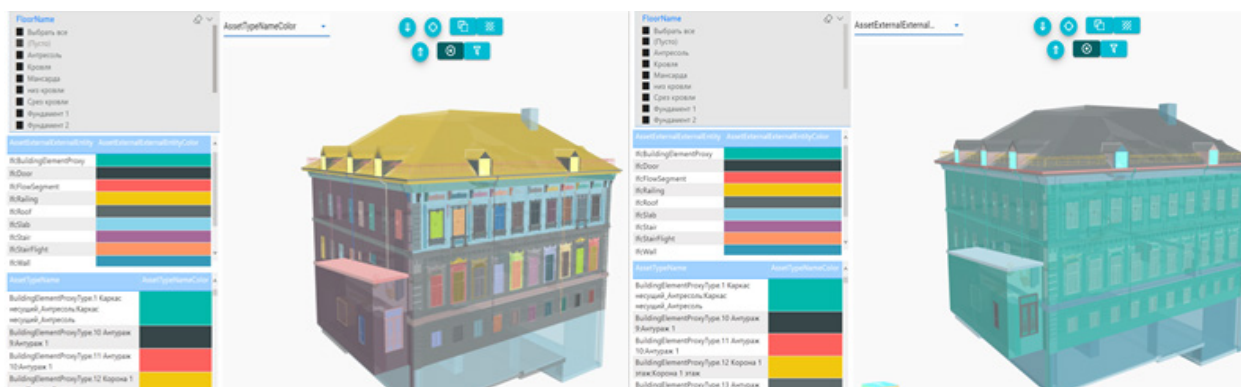 FloorName
Выбрать все
(Пусто)
Антресоль
Кровля
Мансарда
низ кровли
Срез кровли
Фундамент 1
Фундамент 2
AssetExternalExternalEntity AssetExternalExternalEntityColor
IfcBuildingElementProxy
IfcDoor
IfcFlowSegment
IfcRailing
IfcRoof
IfcSlab
IfcStair
IfcStairFlight
IfcWall
AssetTypeName AssetTypeNameColor
BuildingElementProxyType:1 Каркас
несущий_Антресоль:Каркас
несущий_Антресоль
BuildingElementProxyType:10 Антураж
9:Антураж 1
BuildingElementProxyType:11 Антураж
10:Антураж 1
BuildingElementProxyType:12 Корона 1
AssetTypeNameColor
FloorName
Выбрать все
(Пусто)
Антресоль
Кровля
Мансарда
низ кровли
Срез кровли
Фундамент 1
Фундамент 2
AssetExternalExternalEntity AssetExternalExternalEntityColor
IfcBuildingElementProxy
IfcDoor
IfcFlowSegment
IfcRailing
IfcRoof
IfcSlab
IfcStair
IfcStairFlight
IfcWall
AssetTypeName AssetTypeNameColor
BuildingElementProxyType:1 Каркас
несущий_Антресоль:Каркас
несущий_Антресоль
BuildingElementProxyType:10 Антураж
9:Антураж 1
BuildingElementProxyType:11 Антураж
10:Антураж 1
BuildingElementProxyType:12 Корона 1
этаж:Корона 1 этаж
BuildingElementProxyType:13 Антураж
AssetExternalExternal...